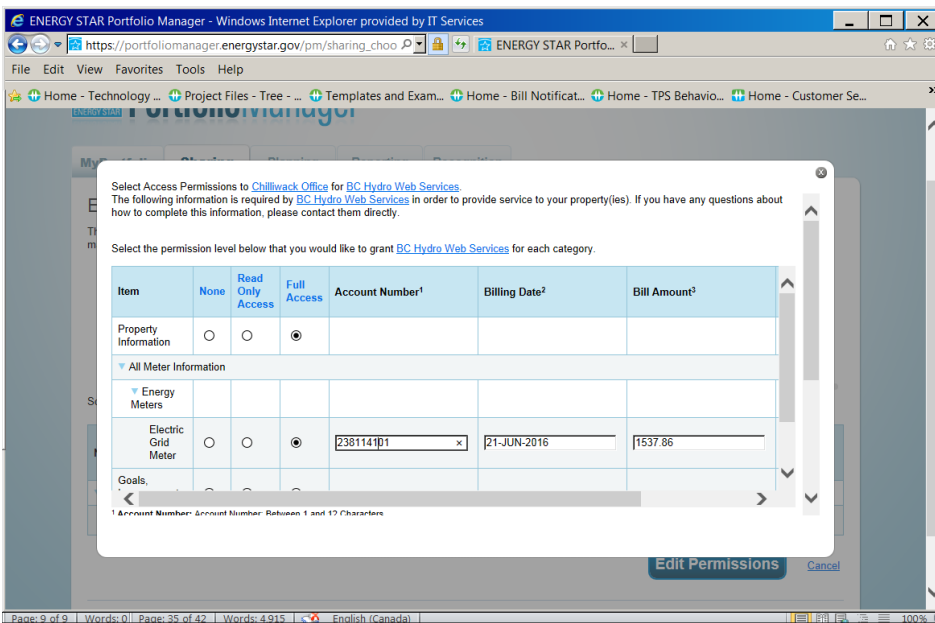 ENERGY STAR Portfolio Manager - Windows Internet Explorer provided by IT Services
https://portfoliomanager.energystar.gov/pm/sharing_choo
ENERGY STAR Portfo... ×
File Edit View Favorites Tools Help
Home - Technology ... Project Files - Tree - ... Templates and Exam... Home - Bill Notificat... Home - TPS Behavio... Home - Customer Se...
Select Access Permissions to Chilliwack Office for BC Hydro Web Services.
The following information is required by BC Hydro Web Services in order to provide service to your property(ies). If you have any questions about
how to complete this information, please contact them directly.
Select the permission level below that you would like to grant BC Hydro Web Services for each category.
Item None Read Only Access Full Access Account Number¹ Billing Date² Bill Amount³
Property
Information
All Meter Information
Energy
Meters
Electric
Grid
Meter
238114101 × 21-JUN-2016 1537.86
Goals,
¹ Account Number: Account Number: Between 1 and 12 Characters
Edit Permissions Cancel
Page: 9 of 9 Words: 0 Page: 35 of 42 Words: 4,915 English (Canada) 100%